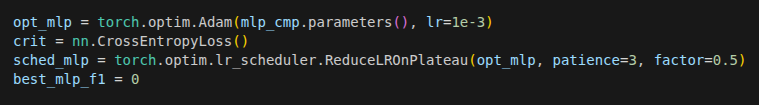 opt_mlp = torch.optim.Adam(mlp_cmp.parameters(), lr=1e-3)
crit = nn.CrossEntropyLoss()
sched_mlp = torch.optim.lr_scheduler.ReduceLROnPlateau(opt_mlp, patience=3, factor=0.5)
best_mlp_f1 = 0